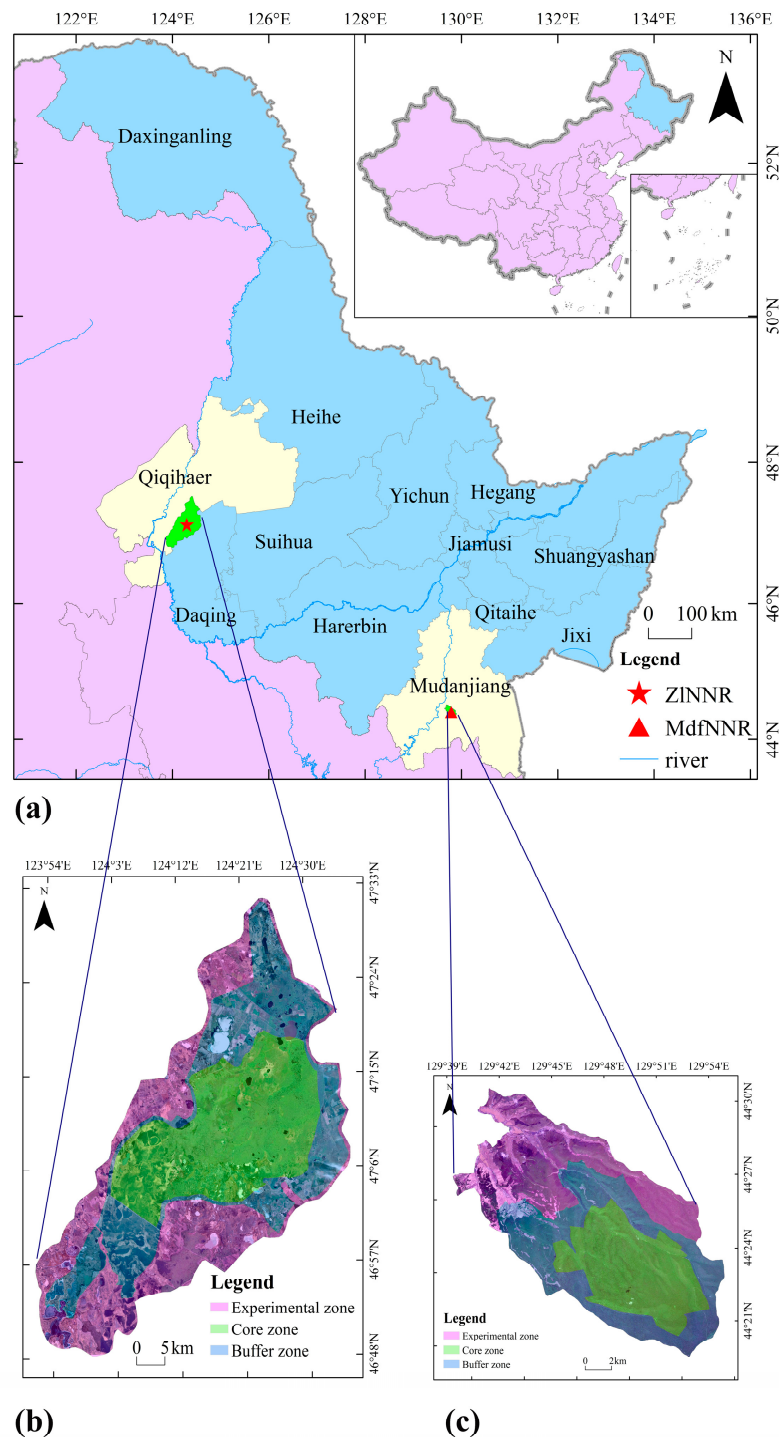 122°E 124°E 126°E 128°E 130°E 132°E 134°E 136°E
N
Daxinganling
52°N
50°N
Heihe
48°N
Qiqihaer
Yichun
Hegang
Suihua
Jiamusi
Shuangyashan
46°N
Daqing
Harerbin
Qitaihe
0 100 km
Jixi
Legend
Mudanjiang
ZlNNR
MdfNNR
river
44°N
(a)
123°54'E 124°3'E 124°12'E 124°21'E 124°30'E
47°33'N
N
47°24'N
47°15'N
47°6'N
46°57'N
46°48'N
Legend
Experimental zone
Core zone
Buffer zone
0 5 km
(b)
129°39'E 129°42'E 129°45'E 129°48'E 129°51'E 129°54'E
N
44°30'N
44°27'N
44°24'N
44°21'N
Legend
Experimental zone
Core zone
Buffer zone
0 2km
(c)